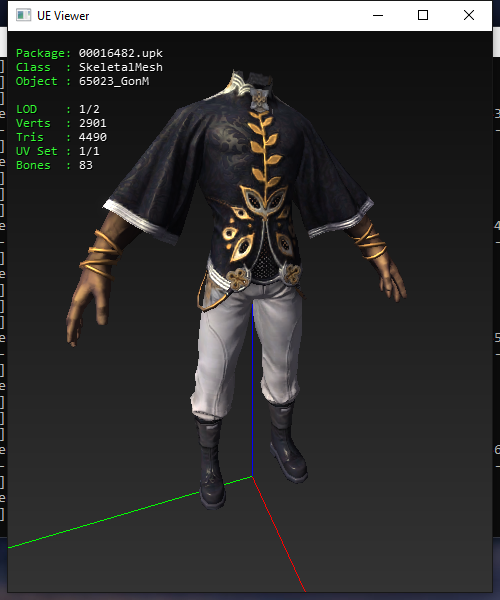 UE Viewer
Package: 00016482.upk
Class  : SkeletalMesh
Object : 65023_GonM
LOD    : 1/2
Verts  : 2901
Tris   : 4490
UV Set : 1/1
Bones  : 83